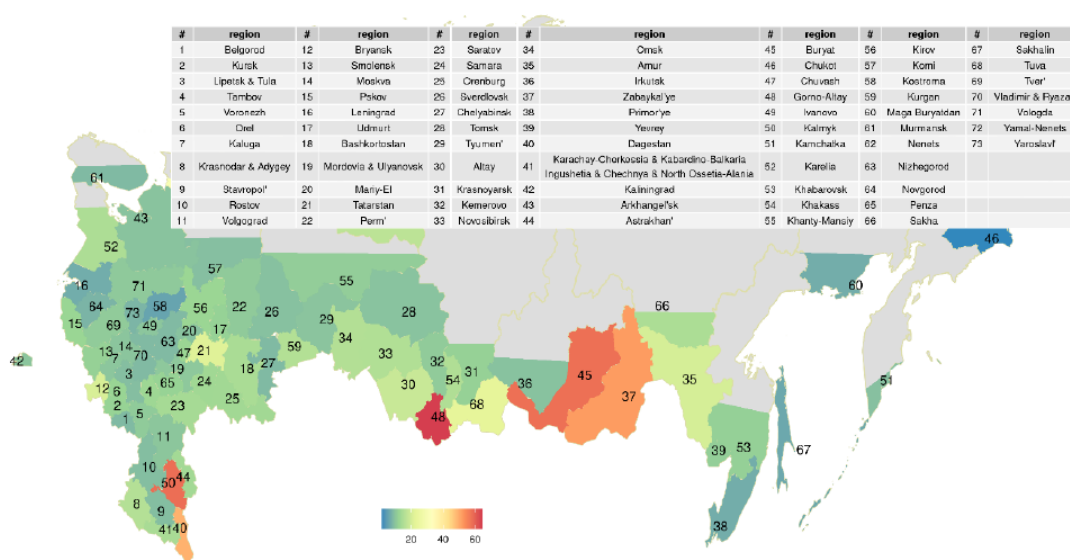 # region # region # region # region # region # region # region
1 Belgorod 12 Bryansk 23 Saratov 34 Omsk 45 Buryat 56 Kirov 67 Sakhalin
2 Kursk 13 Smolensk 24 Samara 35 Amur 46 Chukot 57 Komi 68 Tuva
3 Lipetsk & Tula 14 Moskva 25 Orenburg 36 Irkutsk 47 Chuvash 58 Kostroma 69 Tver'
4 Tambov 15 Pskov 26 Sverdlovsk 37 Zabaykal'ye 48 Gorno-Altay 59 Kurgan 70 Vladimir & Ryaza
5 Voronezh 16 Leningrad 27 Chelyabinsk 38 Primor'ye 49 Ivanovo 60 Maga Buryatdan 71 Vologda
6 Orel 17 Udmurt 28 Tomsk 39 Yevrey 50 Kalmyk 61 Murmansk 72 Yamal-Nenets
7 Kaluga 18 Bashkortostan 29 Tyumen' 40 Dagestan 51 Kamchatka 62 Nenets 73 Yaroslavl'
8 Krasnodar & Adygey 19 Mordovia & Ulyanovsk 30 Altay 41 Karachay-Cherkessia & Kabardino-Balkaria 52 Karelia 63 Nizhegorod
Ingushetia & Chechnya & North Ossetia-Alania
9 Stavropol' 20 Mariy-El 31 Krasnoyarsk 42 Kaliningrad 53 Khabarovsk 64 Novgorod
10 Rostov 21 Tatarstan 32 Kemerovo 43 Arkhangel'sk 54 Khakass 65 Penza
11 Volgograd 22 Perm' 33 Novosibirsk 44 Astrakhan' 55 Khanty-Mansiy 66 Sakha
61
43
52 46
57
55
16 71 60
64 73 58 56 22 26 28 66
15 69 49 20 17 29
14 63 34
42 13 7 70 47 21 59 33
3 19 18 27 32 36 45 35 51
12 6 4 65 24 30 54 31 37
2 5 23 25 48 68
1
11 39 53 67
10 50 44
8 9 38
41 40
20 40 60